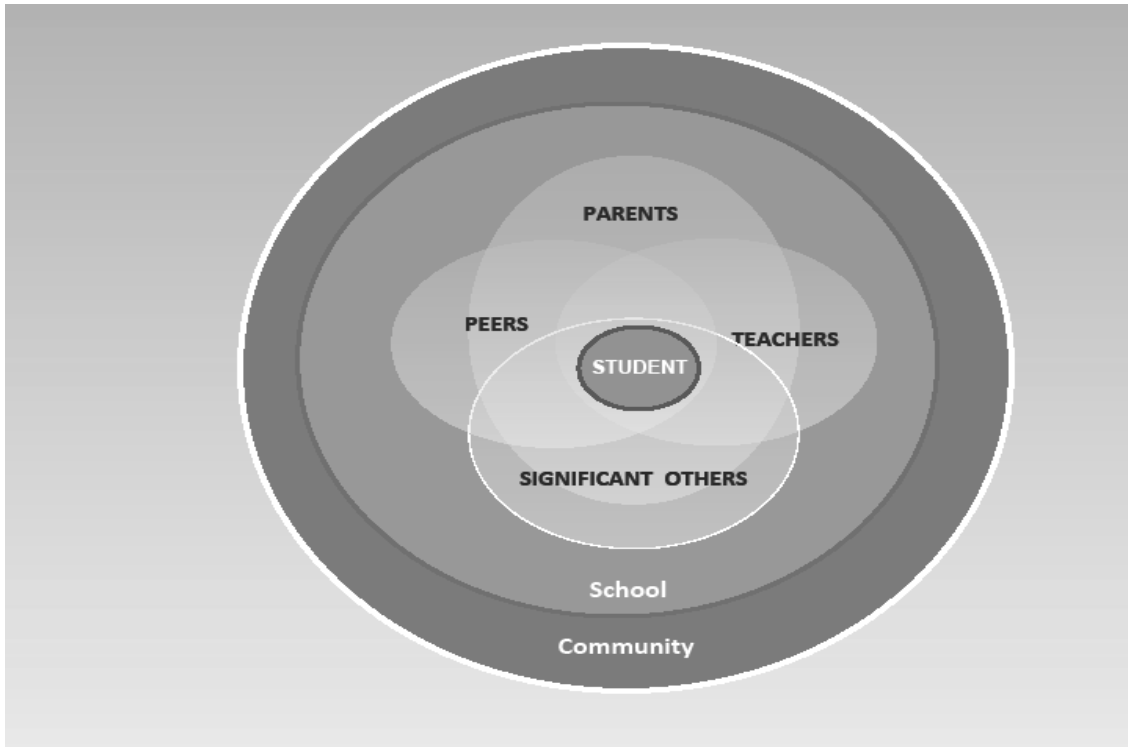 PARENTS
PEERS
TEACHERS
STUDENT
SIGNIFICANT OTHERS
School
Community